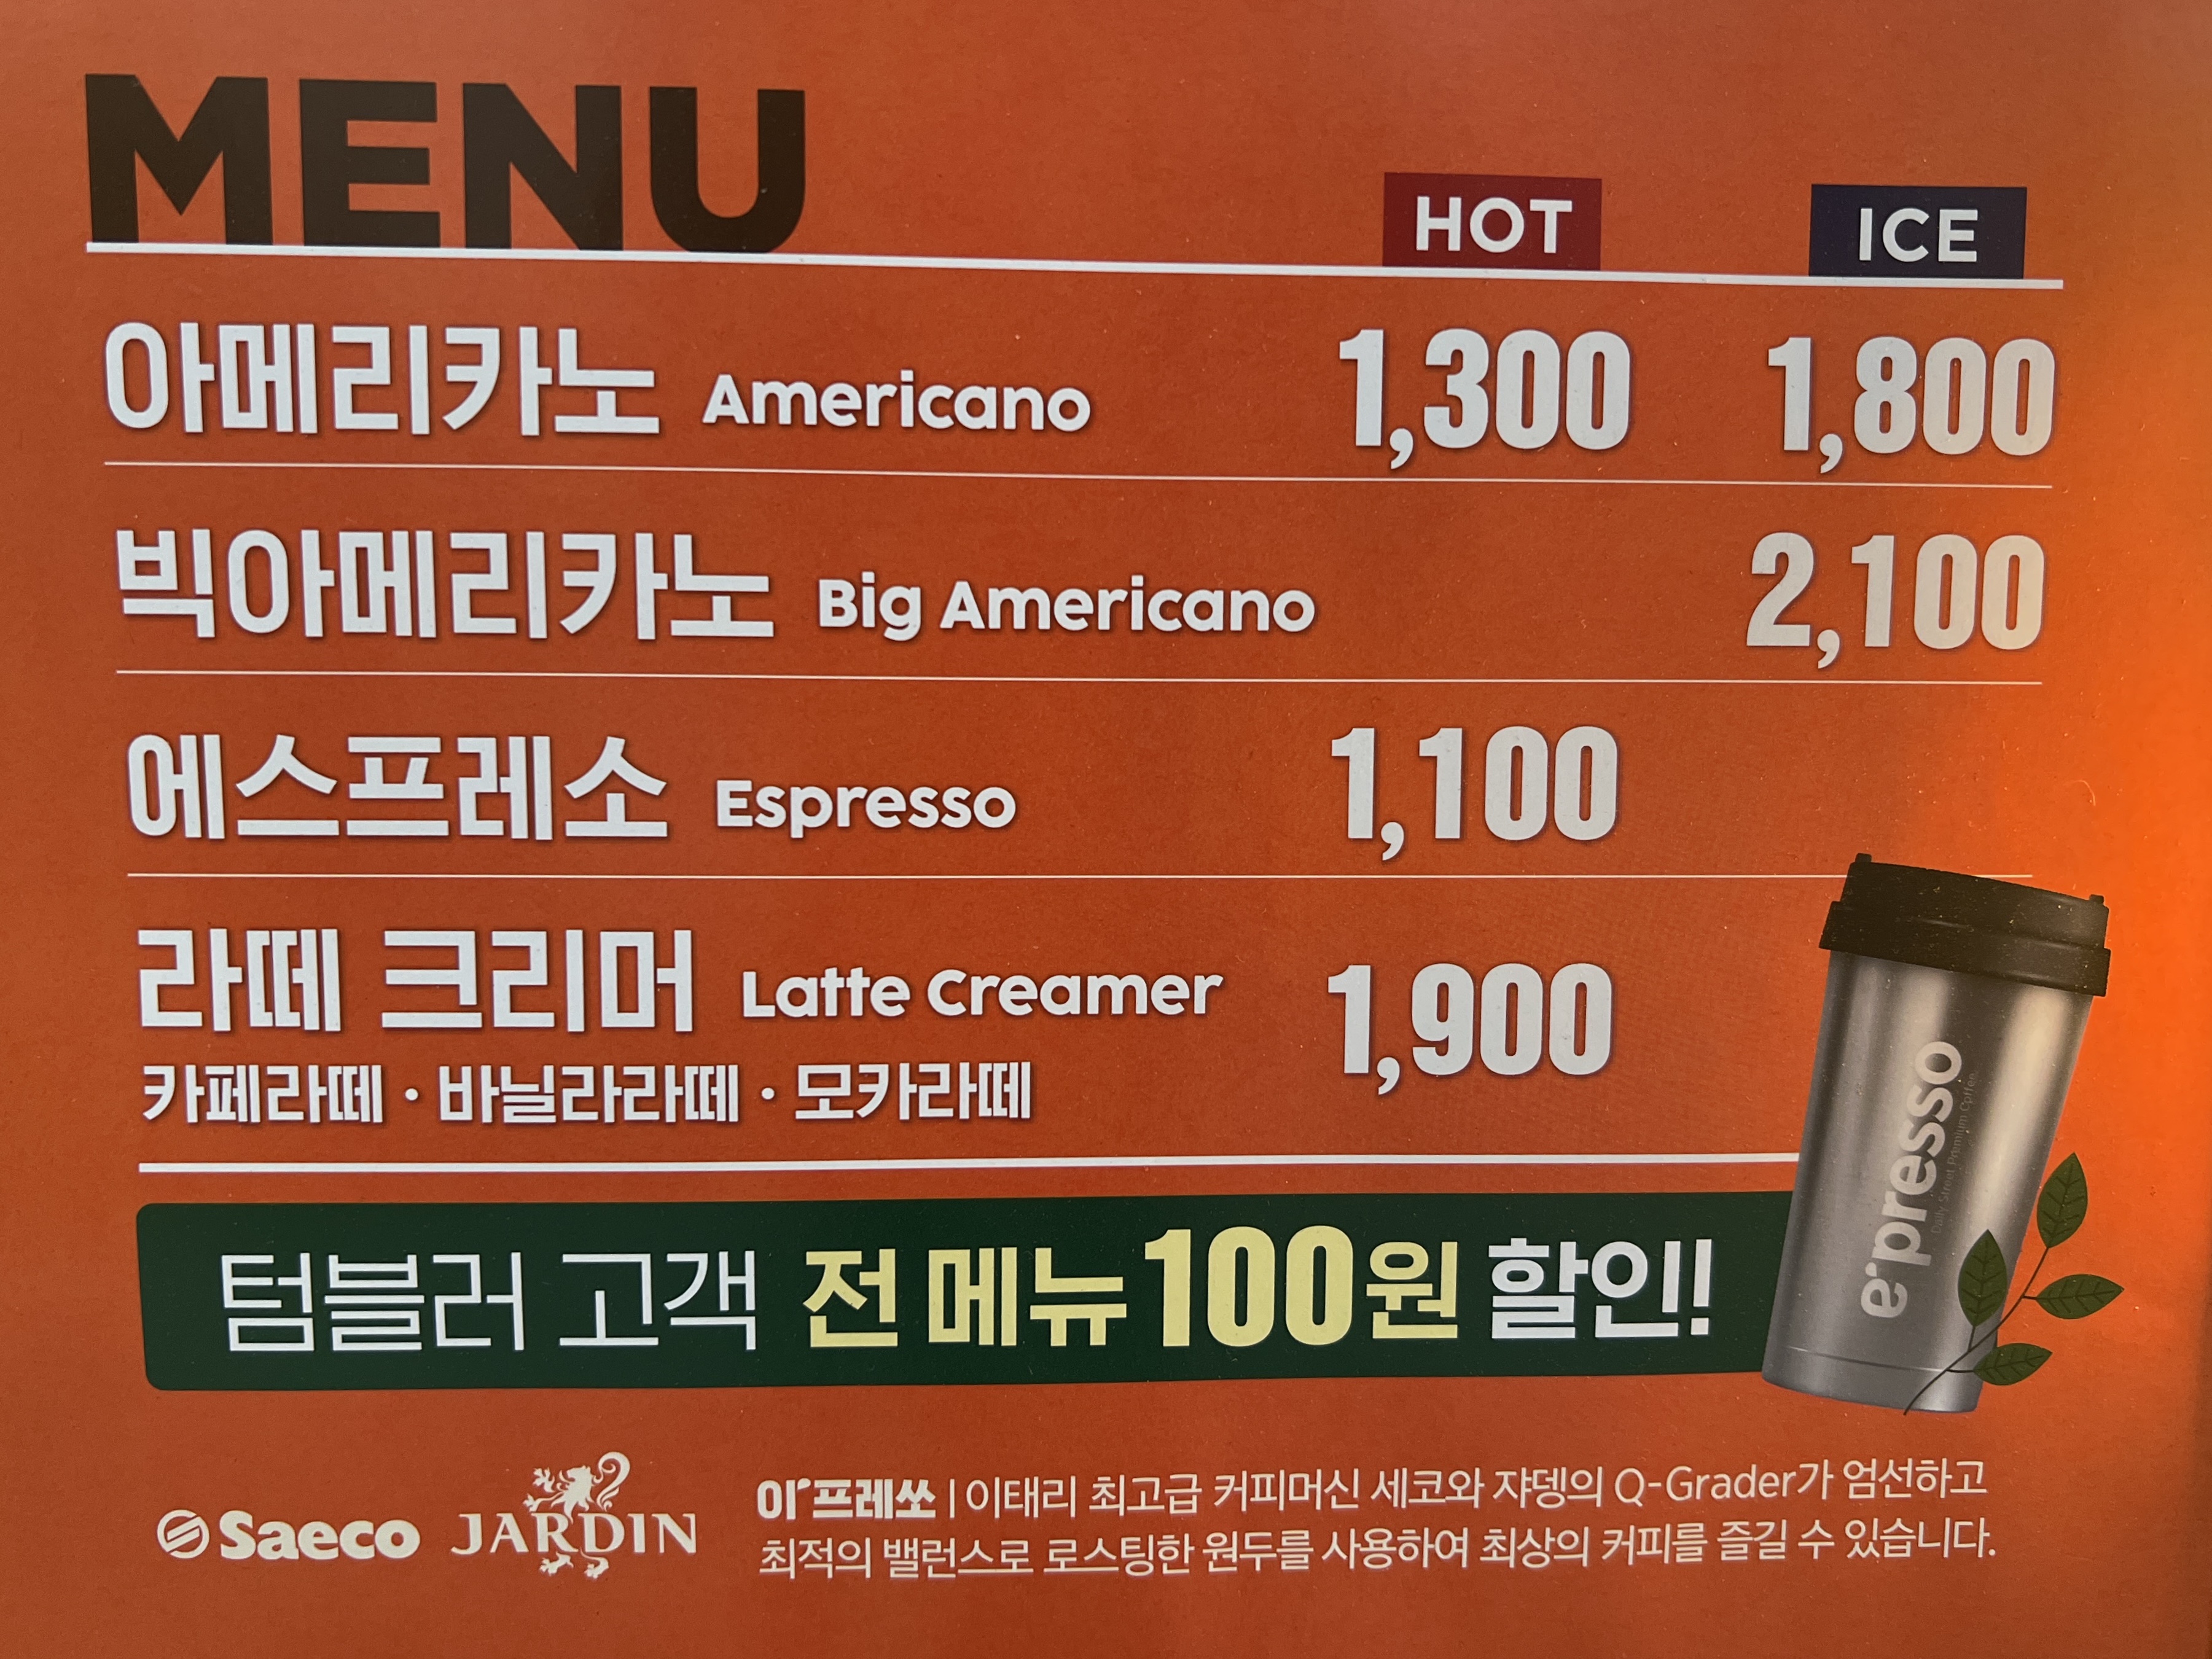 MENU
HOT ICE
아메리카노 Americano 1,300 1,800
빅아메리카노 Big Americano 2,100
에스프레소 Espresso 1,100
라떼 크리머 Latte Creamer 1,900
카페라떼 · 바닐라라떼 · 모카라떼
텀블러 고객 전 메뉴 100원 할인!
e'presso
Daily Street Premium Coffee
Saeco JARDIN
이프레쏘 | 이태리 최고급 커피머신 세코와 쟈뎅의 Q-Grader가 엄선하고
최적의 밸런스로 로스팅한 원두를 사용하여 최상의 커피를 즐길 수 있습니다.